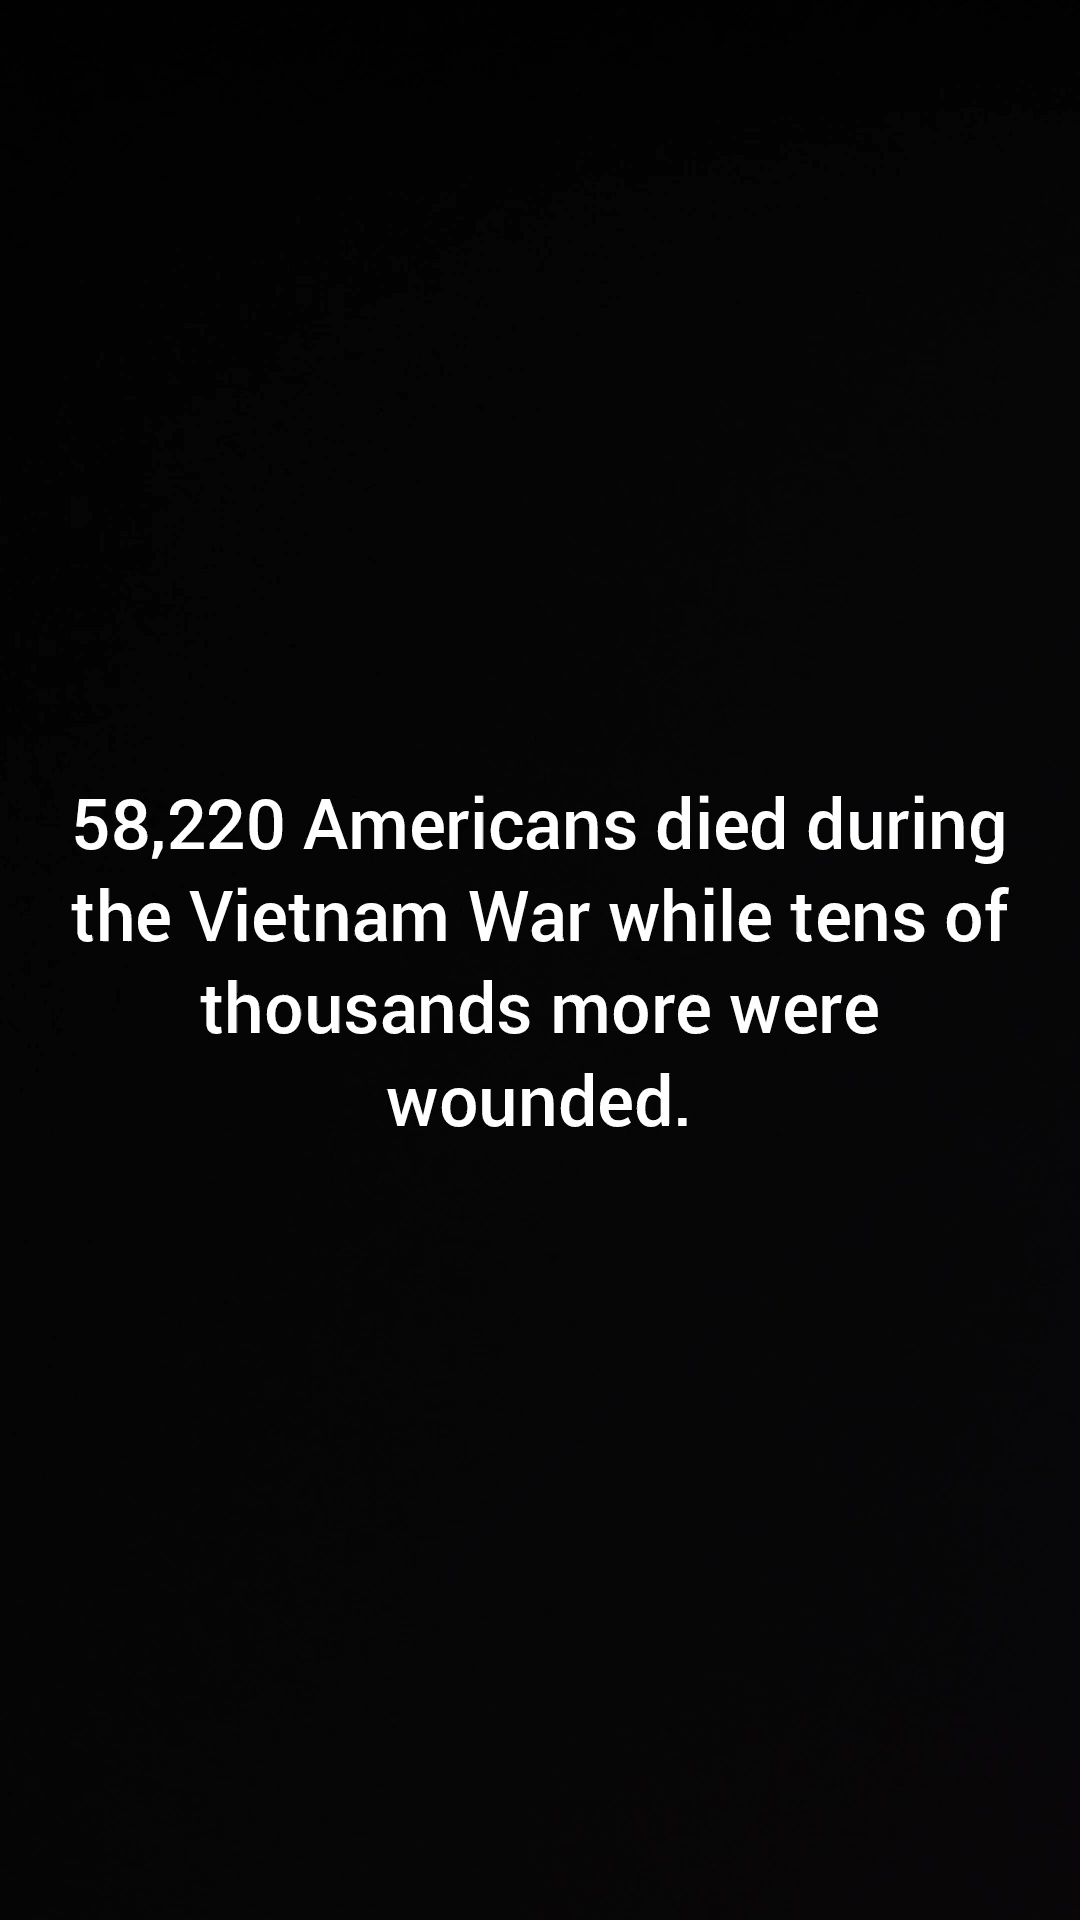 58,220 Americans died during
the Vietnam War while tens of
thousands more were
wounded.